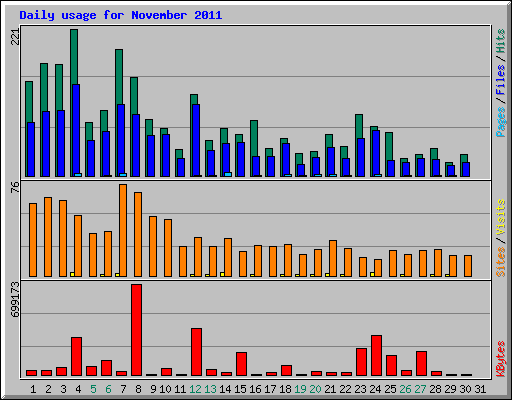 Daily usage for November 2011
221
Pages / Files / Hits
76
Sites / Visits
699173
KBytes
1 2 3 4 5 6 7 8 9 10 11 12 13 14 15 16 17 18 19 20 21 22 23 24 25 26 27 28 29 30 31